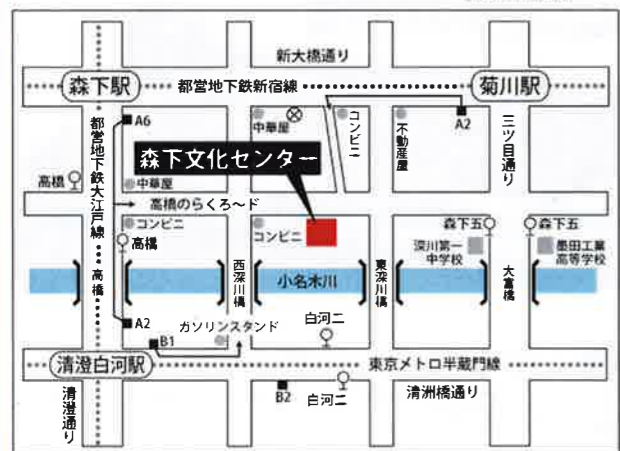 新大橋通り
森下駅
都営地下鉄新宿線
菊川駅
A6
中華屋
コンビニ
不動産屋
A2
三ツ目通り
都営地下鉄大江戸線
森下文化センター
高橋
中華屋
高橋のらくろ〜ド
コンビニ
高橋
コンビニ
森下五
森下五
深川第一
中学校
墨田工業
高等学校
高橋
西深川橋
小名木川
東深川橋
大富橋
A2
ガソリンスタンド
白河二
B1
清澄白河駅
東京メトロ半蔵門線
清澄通り
B2
白河二
清洲橋通り